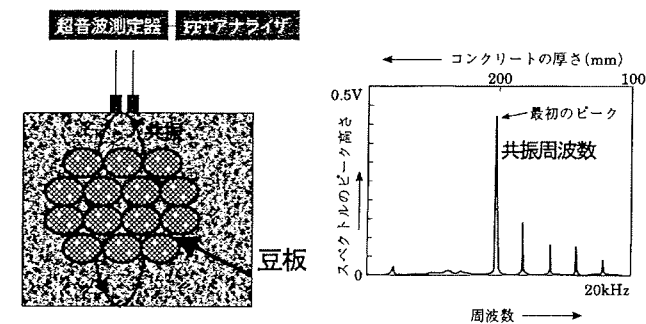 超音波測定器
FFTアナライザ
共振
豆板
コンクリートの厚さ(mm)
200
100
0.5V
最初のピーク
共振周波数
スペクトルのピーク高さ
0
20kHz
周波数